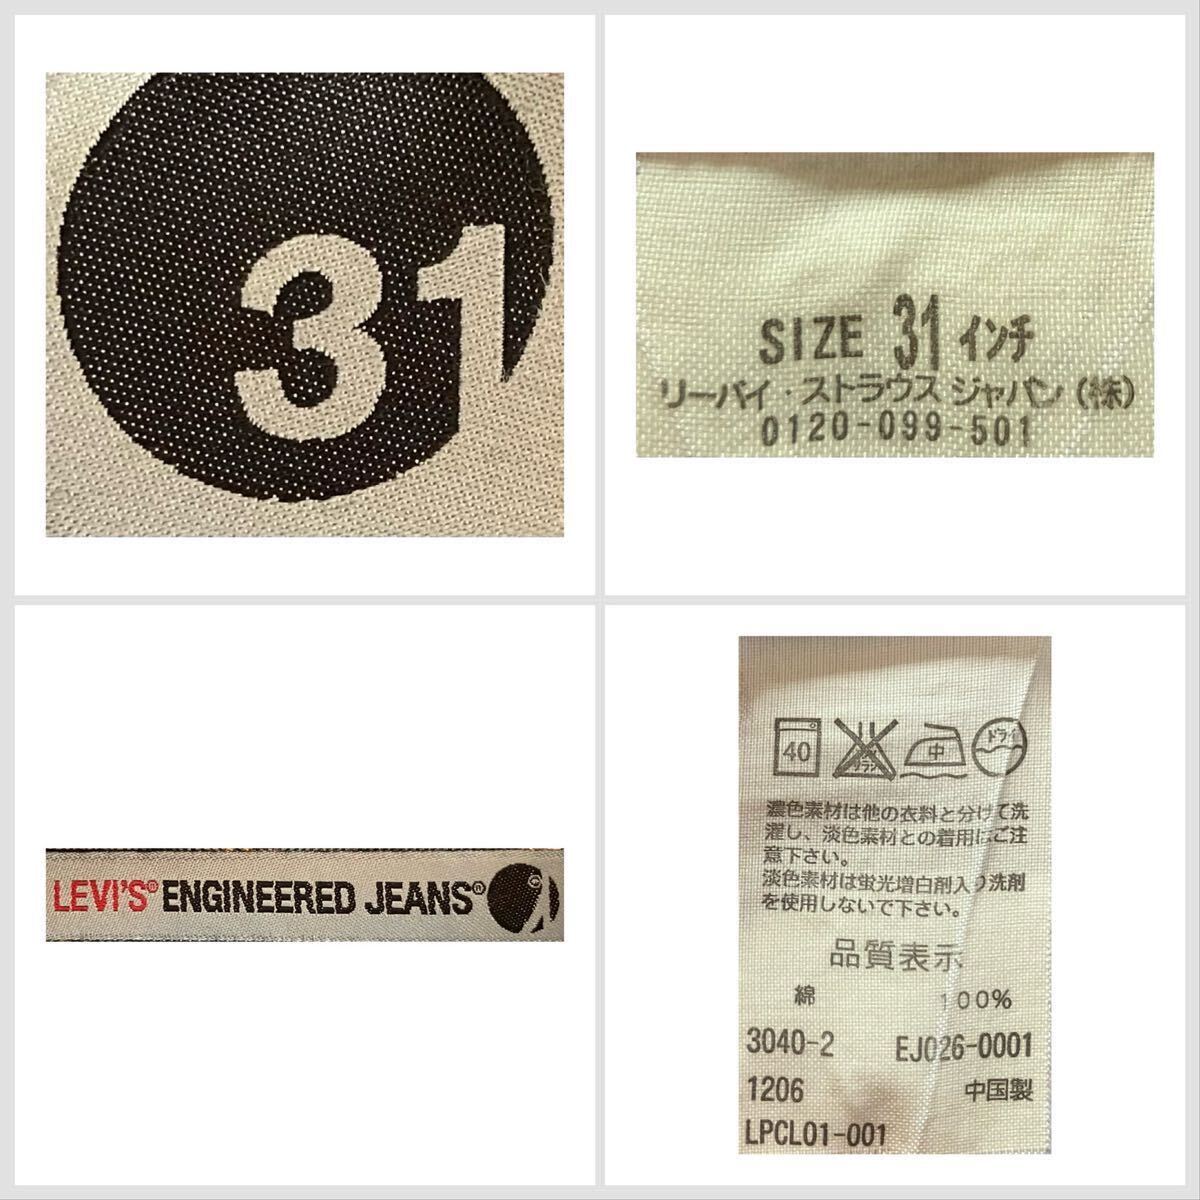 31
SIZE 31 インチ
リーバイ・ストラウス ジャパン(株)
0120-099-501
LEVI'S® ENGINEERED JEANS®
40 中 ドライ
濃色素材は他の衣料と分けて洗
濯し、淡色素材との着用はご注
意下さい。
淡色素材は蛍光増白剤入り洗剤
を使用しないで下さい。
品質表示
綿 100%
3040-2 EJ026-0001
1206 中国製
LPCL01-001